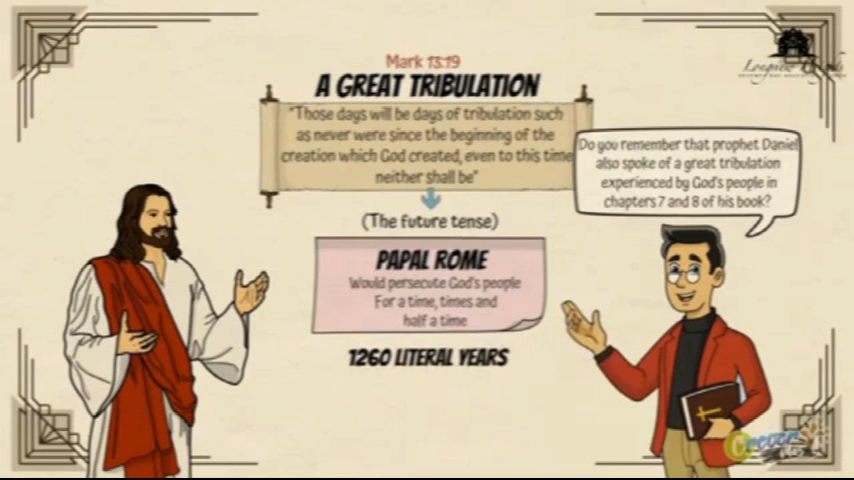 Mark 13:19
A GREAT TRIBULATION
"Those days will be days of tribulation such
as never were since the beginning of the
creation which God created, even to this time
neither shall be"
(The future tense)
PAPAL ROME
Would persecute God's people
For a time, times and
half a time
1260 LITERAL YEARS
Do you remember that prophet Daniel
also spoke of a great tribulation
experienced by God's people in
chapters 7 and 8 of his book?